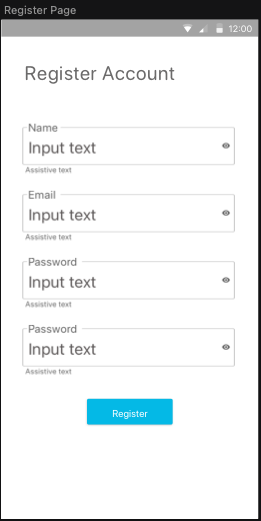 Register Page
12:00
Register Account
Name
Input text
Assistive text
Email
Input text
Assistive text
Password
Input text
Assistive text
Password
Input text
Assistive text
Register